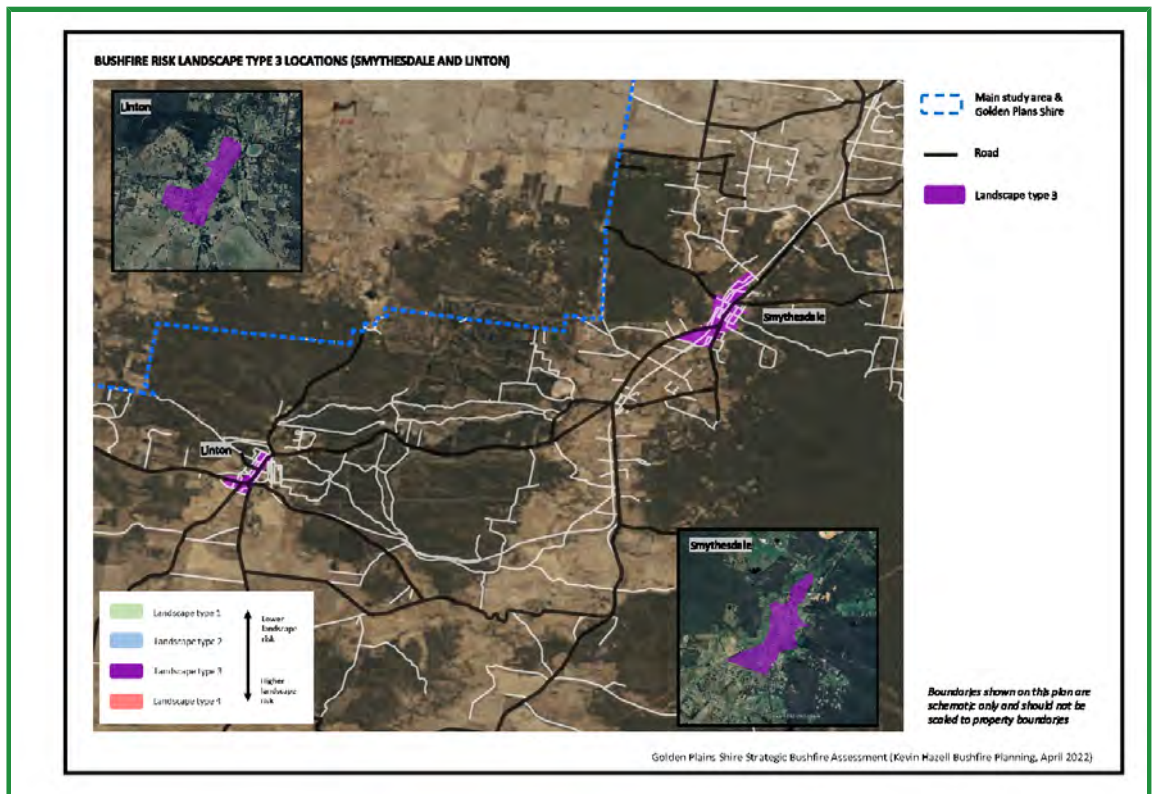 BUSHFIRE RISK LANDSCAPE TYPE 3 LOCATIONS (SMYTHESDALE AND LINTON)
Linton
Main study area &
Golden Plans Shire
Road
Landscape type 3
Smythesdale
Linton
Smythesdale
Landscape type 1
Landscape type 2
Landscape type 3
Landscape type 4
Lower
landscape
risk
Higher
landscape
risk
Boundaries shown on this plan are
schematic only and should not be
scaled to property boundaries
Golden Plains Shire Strategic Bushfire Assessment (Kevin Hazell Bushfire Planning, April 2022)